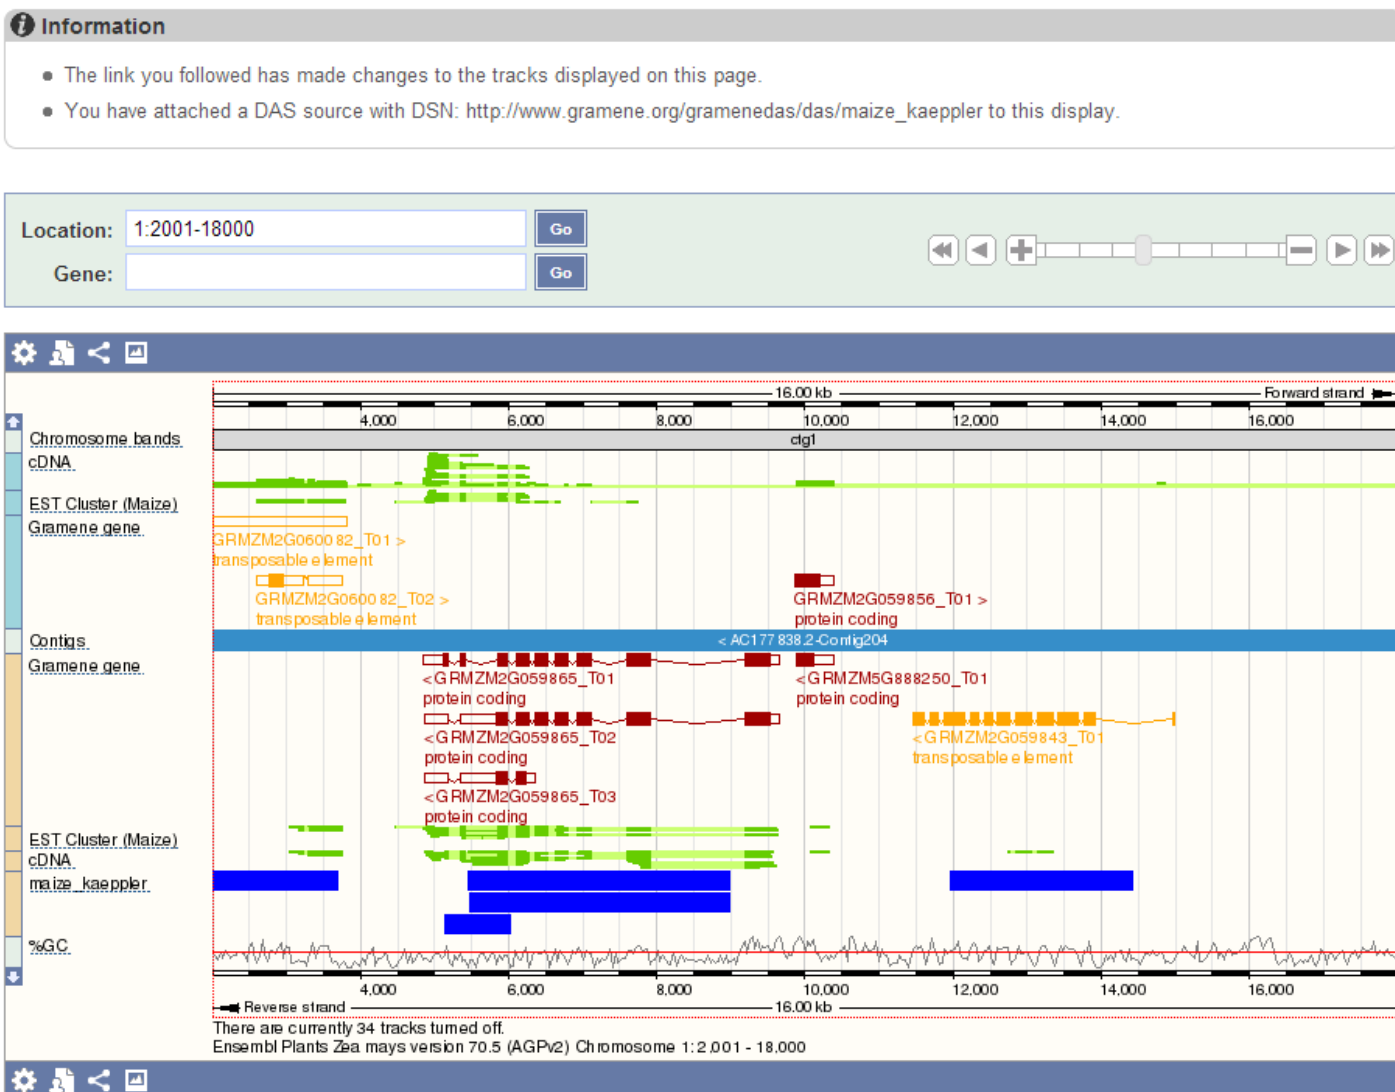 Information
The link you followed has made changes to the tracks displayed on this page.
You have attached a DAS source with DSN: http://www.gramene.org/gramenedas/das/maize_kaeppler to this display.
Location: 1:2001-18000 Go
Gene: Go
16.00 kb Forward strand
4,000 6,000 8,000 10,000 12,000 14,000 16,000
Chromosome bands ctg1
cDNA
EST Cluster (Maize)
Gramene gene
GRMZM2G060082_T01 >
transposable element
GRMZM2G060082_T02 > GRMZM2G059856_T01 >
transposable element protein coding
Contigs < AC177838.2-Contig204
Gramene gene
<GRMZM2G059865_T01 <GRMZM5G888250_T01
protein coding protein coding
<GRMZM2G059865_T02 <GRMZM2G059843_T01
protein coding transposable element
<GRMZM2G059865_T03
protein coding
EST Cluster (Maize)
cDNA
maize_kaeppler
%GC
4,000 6,000 8,000 10,000 12,000 14,000 16,000
Reverse strand 16.00 kb
There are currently 34 tracks turned off.
Ensembl Plants Zea mays version 70.5 (AGPv2) Chromosome 1:2,001 - 18,000